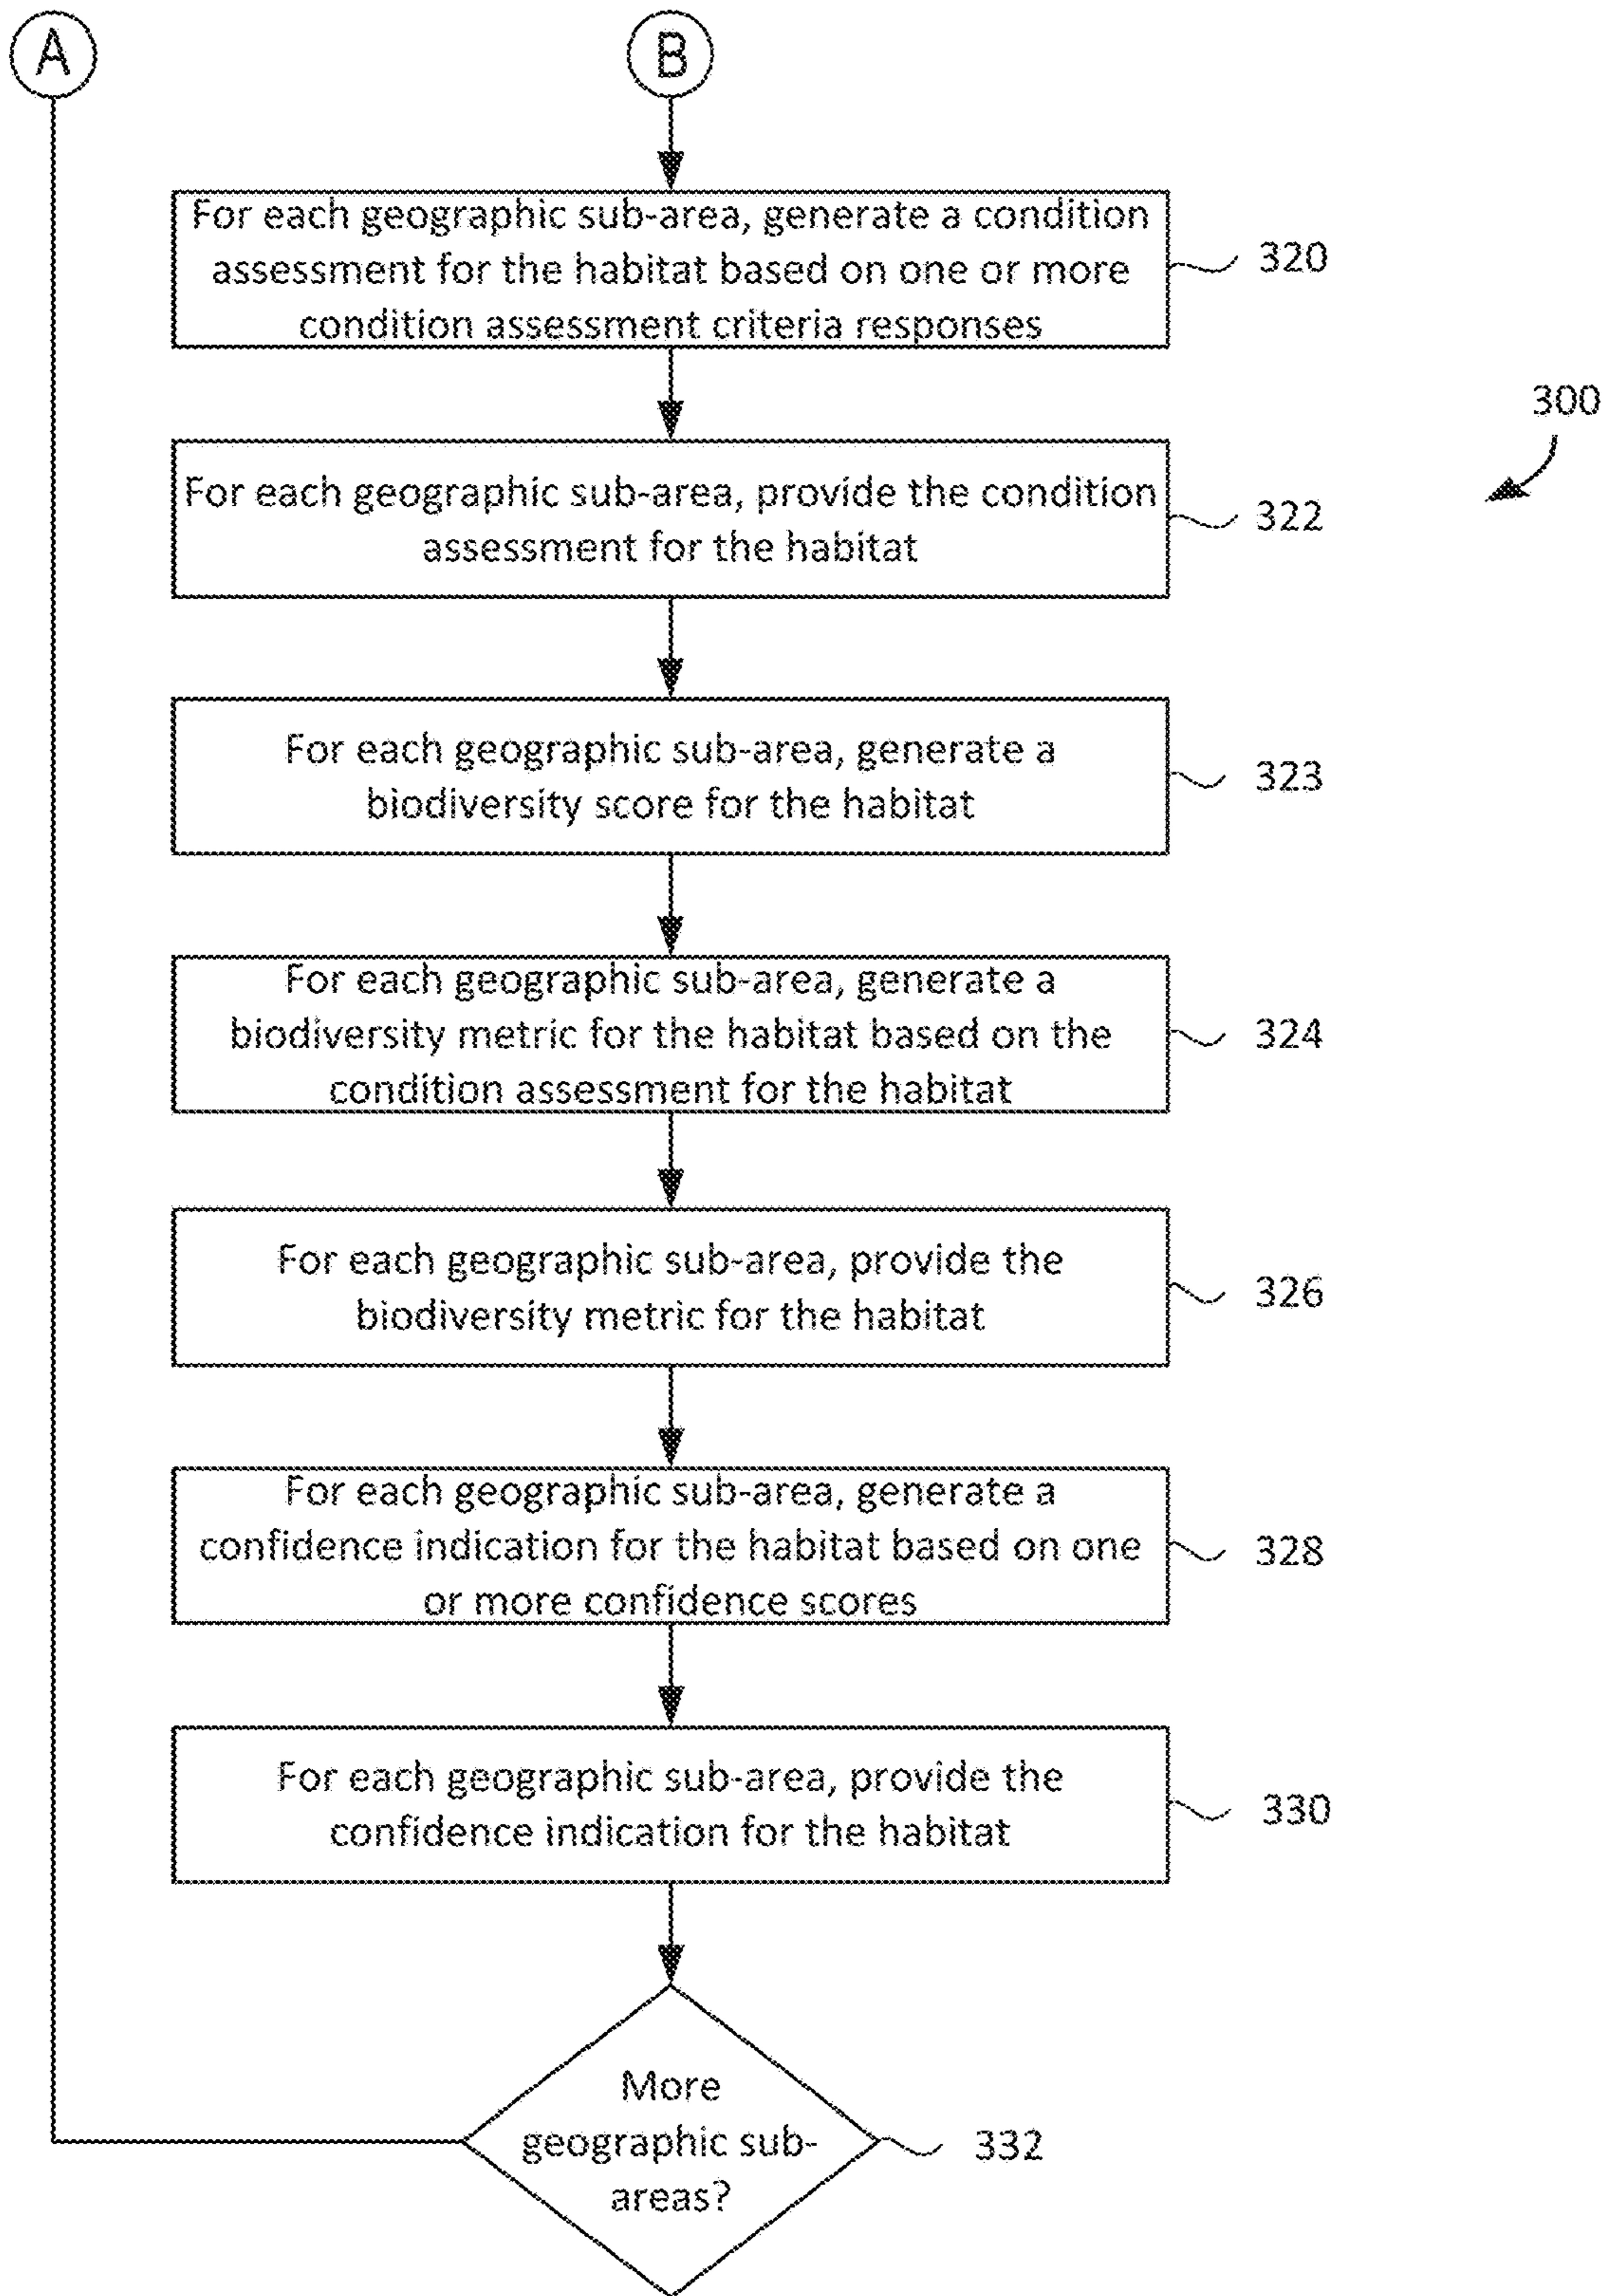 A
B
For each geographic sub-area, generate a condition
assessment for the habitat based on one or more
condition assessment criteria responses
320
300
For each geographic sub-area, provide the condition
assessment for the habitat
322
For each geographic sub-area, generate a
biodiversity score for the habitat
323
For each geographic sub-area, generate a
biodiversity metric for the habitat based on the
condition assessment for the habitat
324
For each geographic sub-area, provide the
biodiversity metric for the habitat
326
For each geographic sub-area, generate a
confidence indication for the habitat based on one
or more confidence scores
328
For each geographic sub-area, provide the
confidence indication for the habitat
330
More
geographic sub-
areas?
332